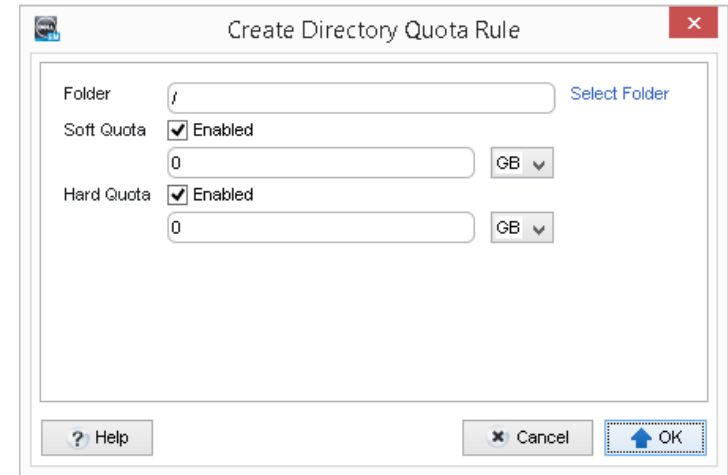 Create Directory Quota Rule
Folder / Select Folder
Soft Quota Enabled
0 GB
Hard Quota Enabled
0 GB
? Help Cancel OK